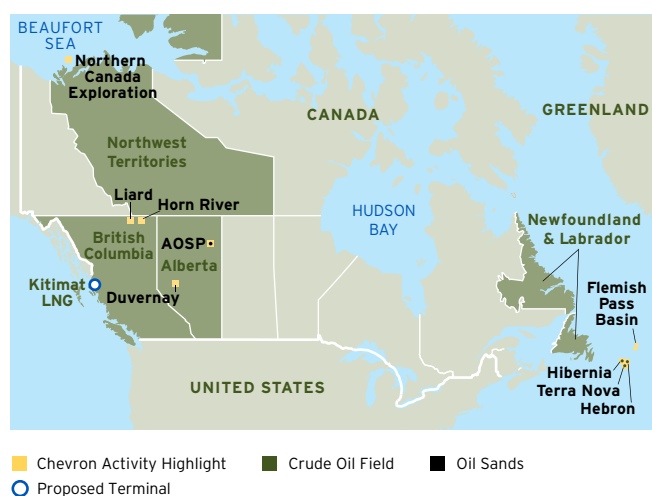 BEAUFORT
SEA
Northern
Canada
Exploration
CANADA
GREENLAND
Northwest
Territories
Liard
Horn River
HUDSON
BAY
Newfoundland
& Labrador
British
Columbia
AOSP
Alberta
Kitimat
LNG
Duvernay
Flemish
Pass
Basin
Hibernia
Terra Nova
Hebron
UNITED STATES
Chevron Activity Highlight
Crude Oil Field
Oil Sands
Proposed Terminal